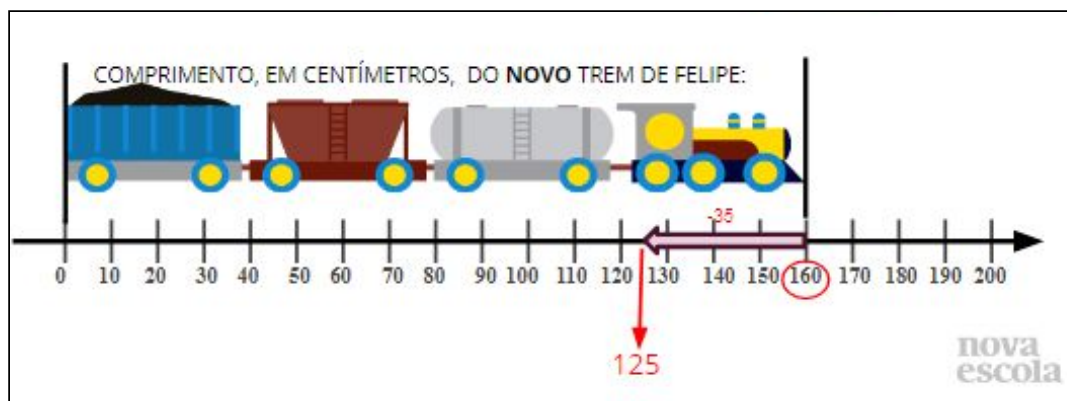 COMPRIMENTO, EM CENTÍMETROS, DO NOVO TREM DE FELIPE:
-35
0 10 20 30 40 50 60 70 80 90 100 110 120 130 140 150 160 170 180 190 200
125
nova
escola